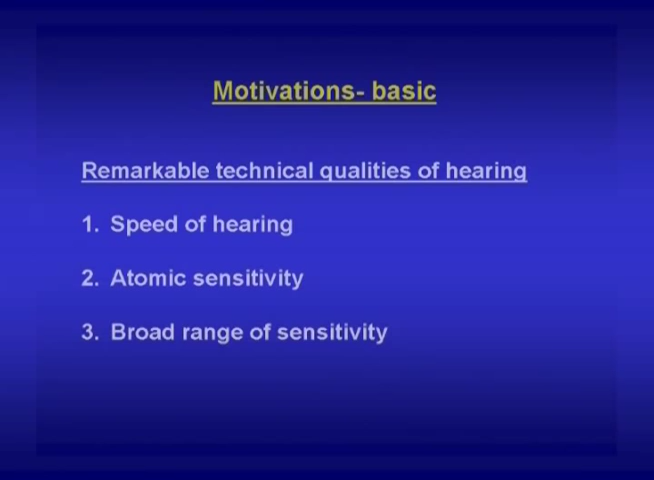 Motivations- basic
Remarkable technical qualities of hearing
1. Speed of hearing
2. Atomic sensitivity
3. Broad range of sensitivity